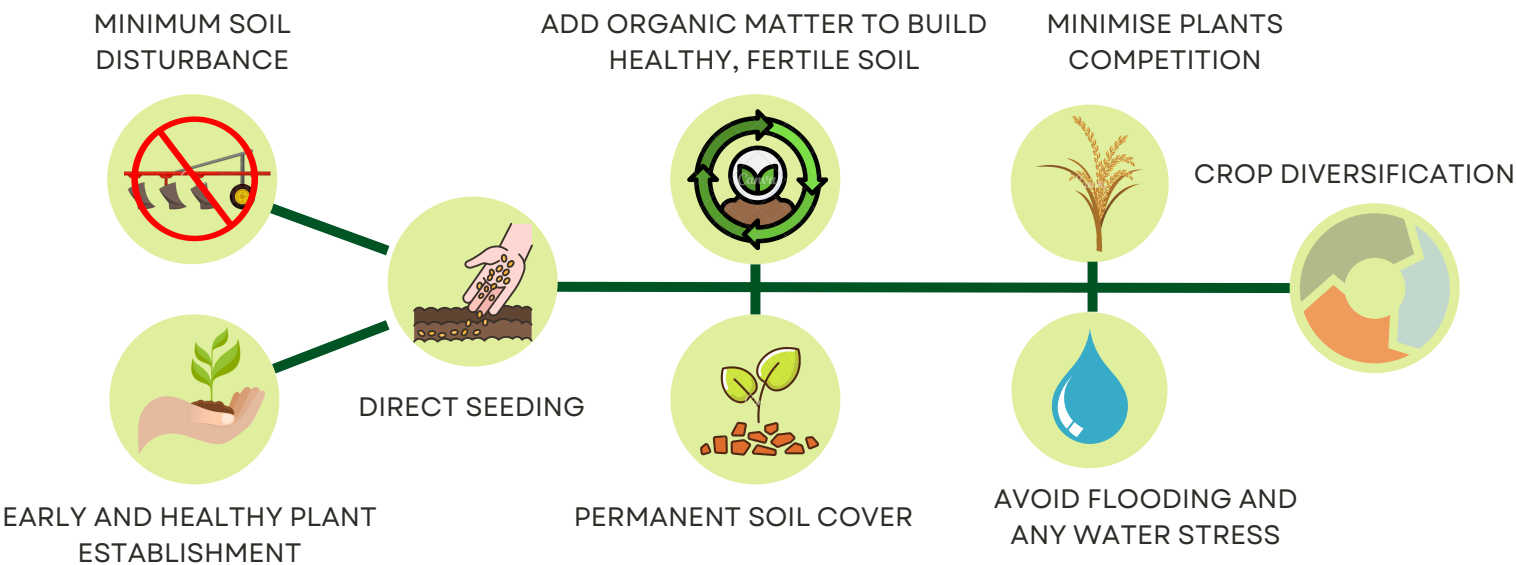 MINIMUM SOIL
DISTURBANCE
ADD ORGANIC MATTER TO BUILD
HEALTHY, FERTILE SOIL
MINIMISE PLANTS
COMPETITION
CROP DIVERSIFICATION
Canva
DIRECT SEEDING
EARLY AND HEALTHY PLANT
ESTABLISHMENT
PERMANENT SOIL COVER
AVOID FLOODING AND
ANY WATER STRESS